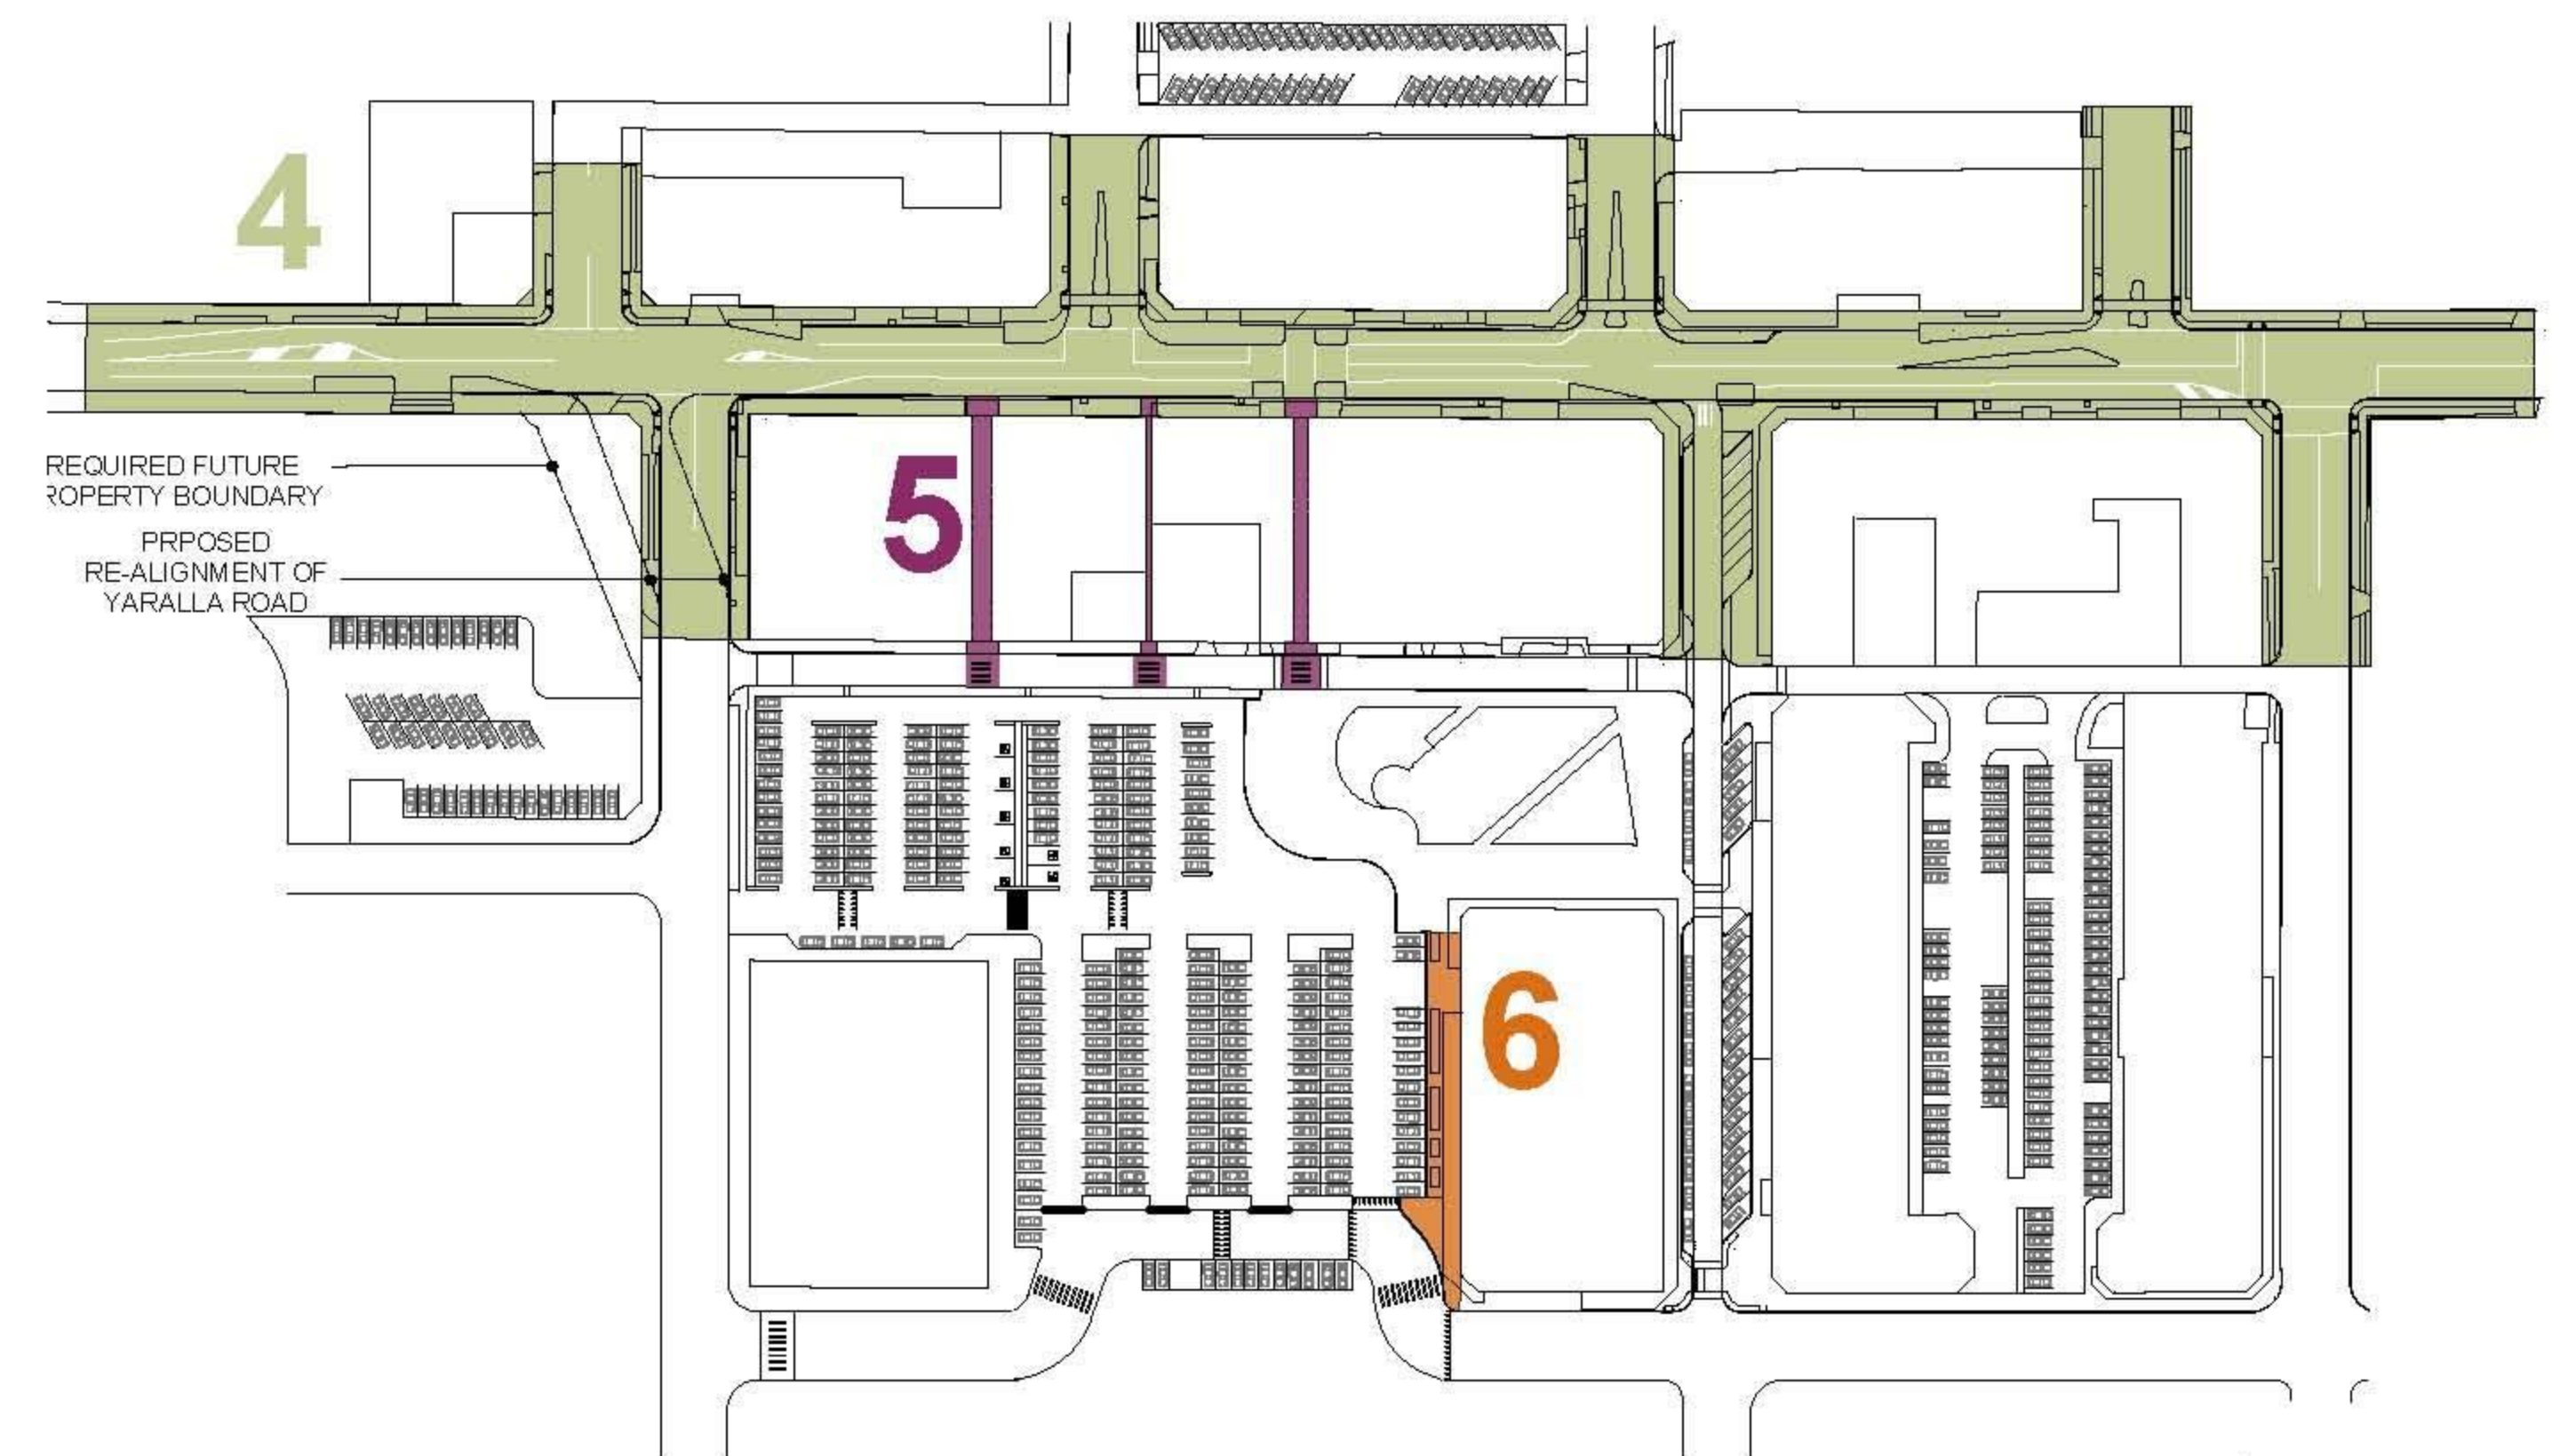 4
5
REQUIRED FUTURE
ROPERTY BOUNDARY
PRPOSED
RE-ALIGNMENT OF
YARALLA ROAD
6